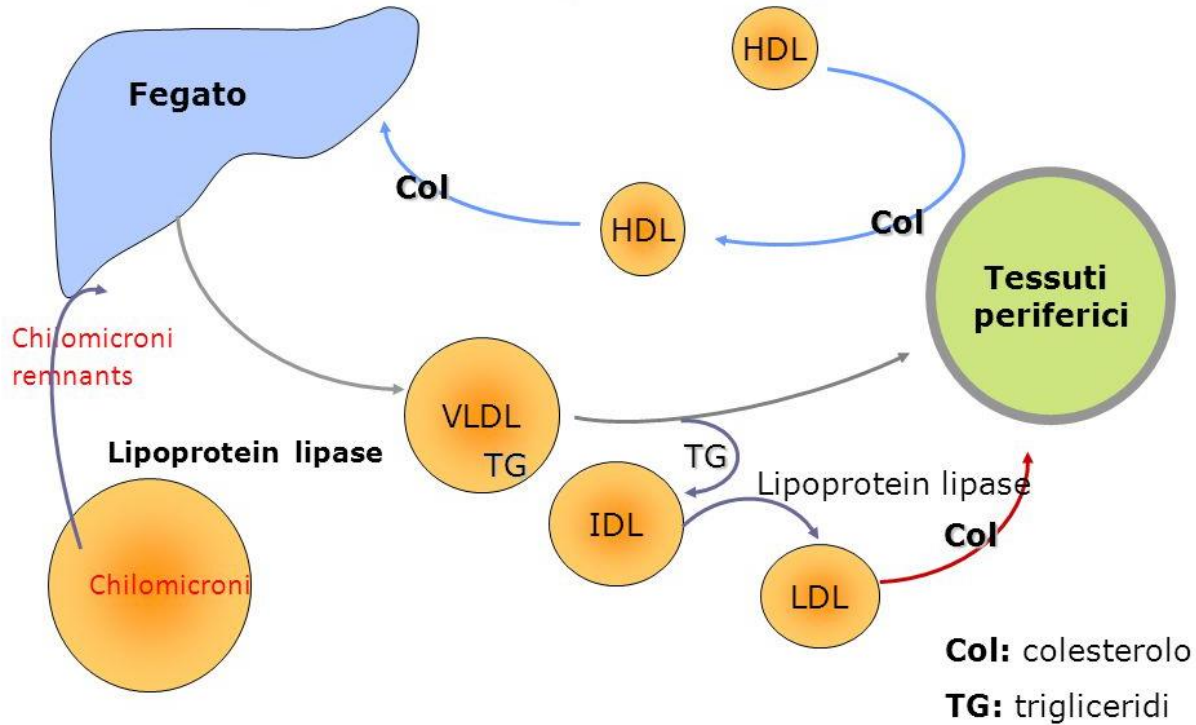 HDL
Fegato
Col
HDL
Col
Tessuti
periferici
Chilomicroni
remnants
VLDL
TG
Lipoprotein lipase
TG
Lipoprotein lipase
IDL
Col
Chilomicroni
LDL
Col: colesterolo
TG: trigliceridi